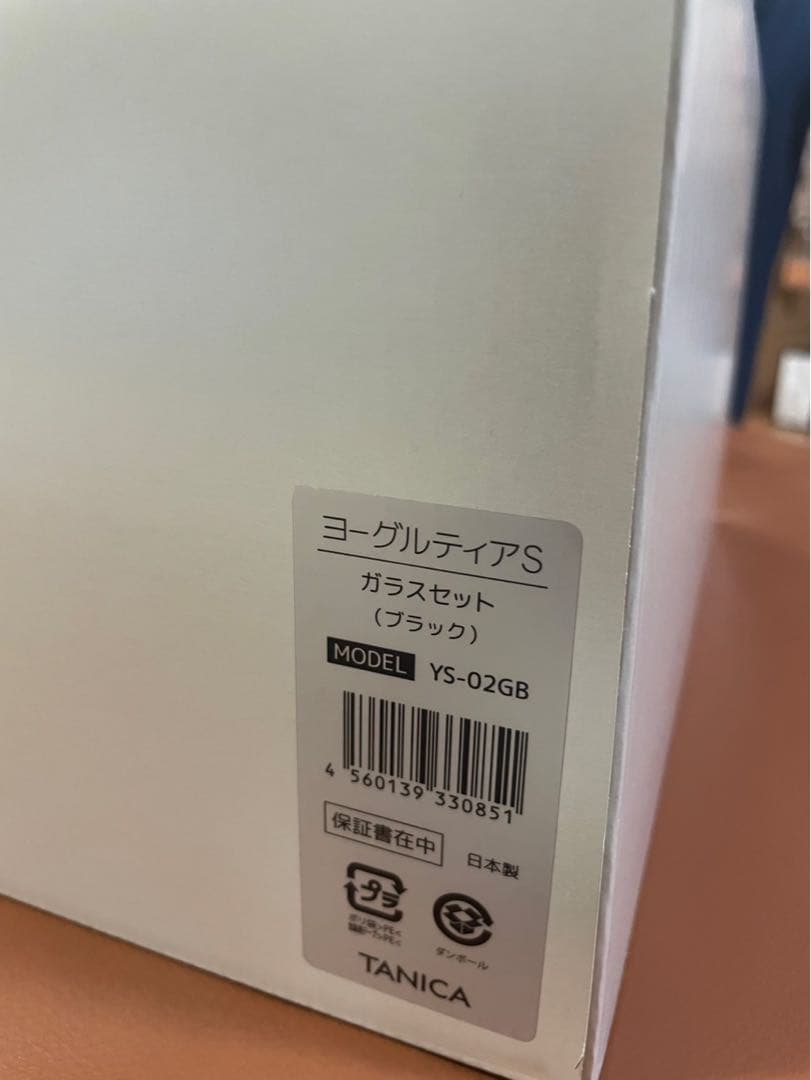 ヨーグルティアS
ガラスセット
（ブラック）
MODEL YS-02GB
4 560139 330851
保証書在中 日本製
プラ
ダンボール
TANICA